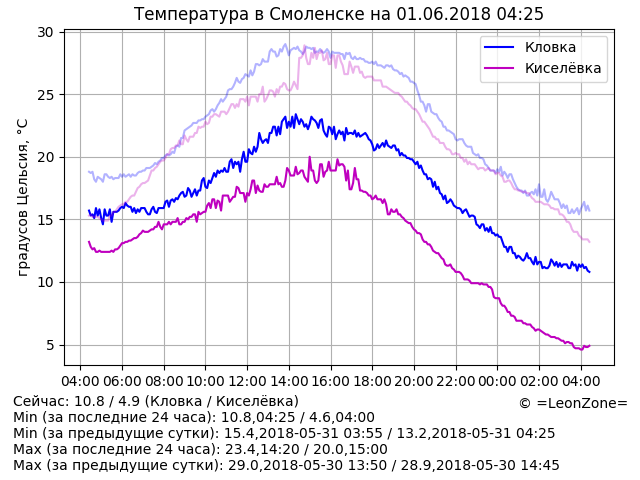 Температура в Смоленске на 01.06.2018 04:25
30
25
20
15
10
5
градусов Цельсия, °C
Кловка
Киселёвка
04:00 06:00 08:00 10:00 12:00 14:00 16:00 18:00 20:00 22:00 00:00 02:00 04:00
Сейчас: 10.8 / 4.9 (Кловка / Киселёвка)
© =LeonZone=
Min (за последние 24 часа): 10.8,04:25 / 4.6,04:00
Min (за предыдущие сутки): 15.4,2018-05-31 03:55 / 13.2,2018-05-31 04:25
Max (за последние 24 часа): 23.4,14:20 / 20.0,15:00
Max (за предыдущие сутки): 29.0,2018-05-30 13:50 / 28.9,2018-05-30 14:45